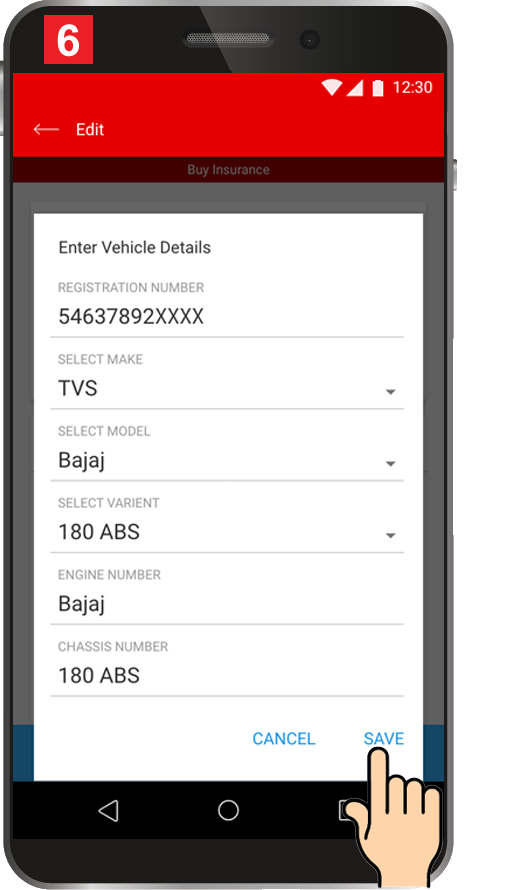 6
12:30
Edit
Buy Insurance
Enter Vehicle Details
REGISTRATION NUMBER
54637892XXXX
SELECT MAKE
TVS
SELECT MODEL
Bajaj
SELECT VARIENT
180 ABS
ENGINE NUMBER
Bajaj
CHASSIS NUMBER
180 ABS
CANCEL SAVE